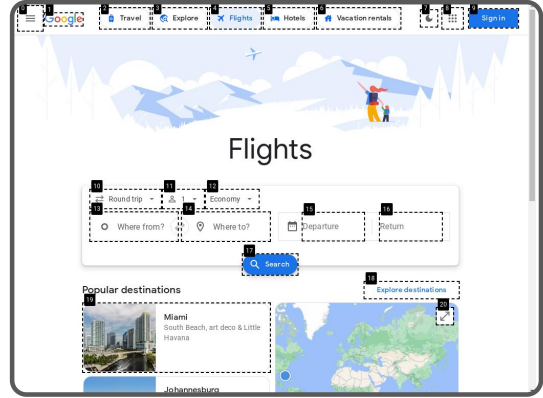 Google
Travel
Explore
Flights
Hotels
Vacation rentals
Sign in
1
2
3
4
5
7
8
9
Flights
10
11
12
Round trip
1
Economy
13
14
15
16
Where from?
Where to?
Departure
Return
17
Search
18
Popular destinations
Explore destinations
19
20
Miami
South Beach, art deco & Little
Havana
Johannesburg